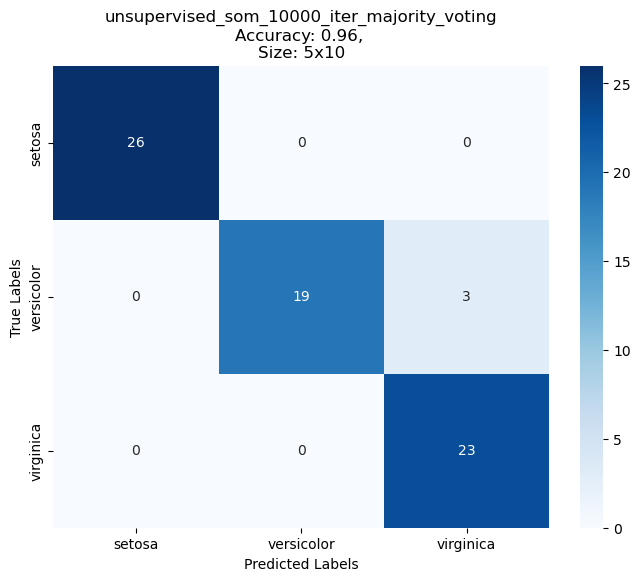 unsupervised_som_10000_iter_majority_voting
Accuracy: 0.96,
Size: 5x10
True Labels
setosa
26
0
0
versicolor
0
19
3
virginica
0
0
23
setosa
versicolor
virginica
Predicted Labels
25
20
15
10
5
0